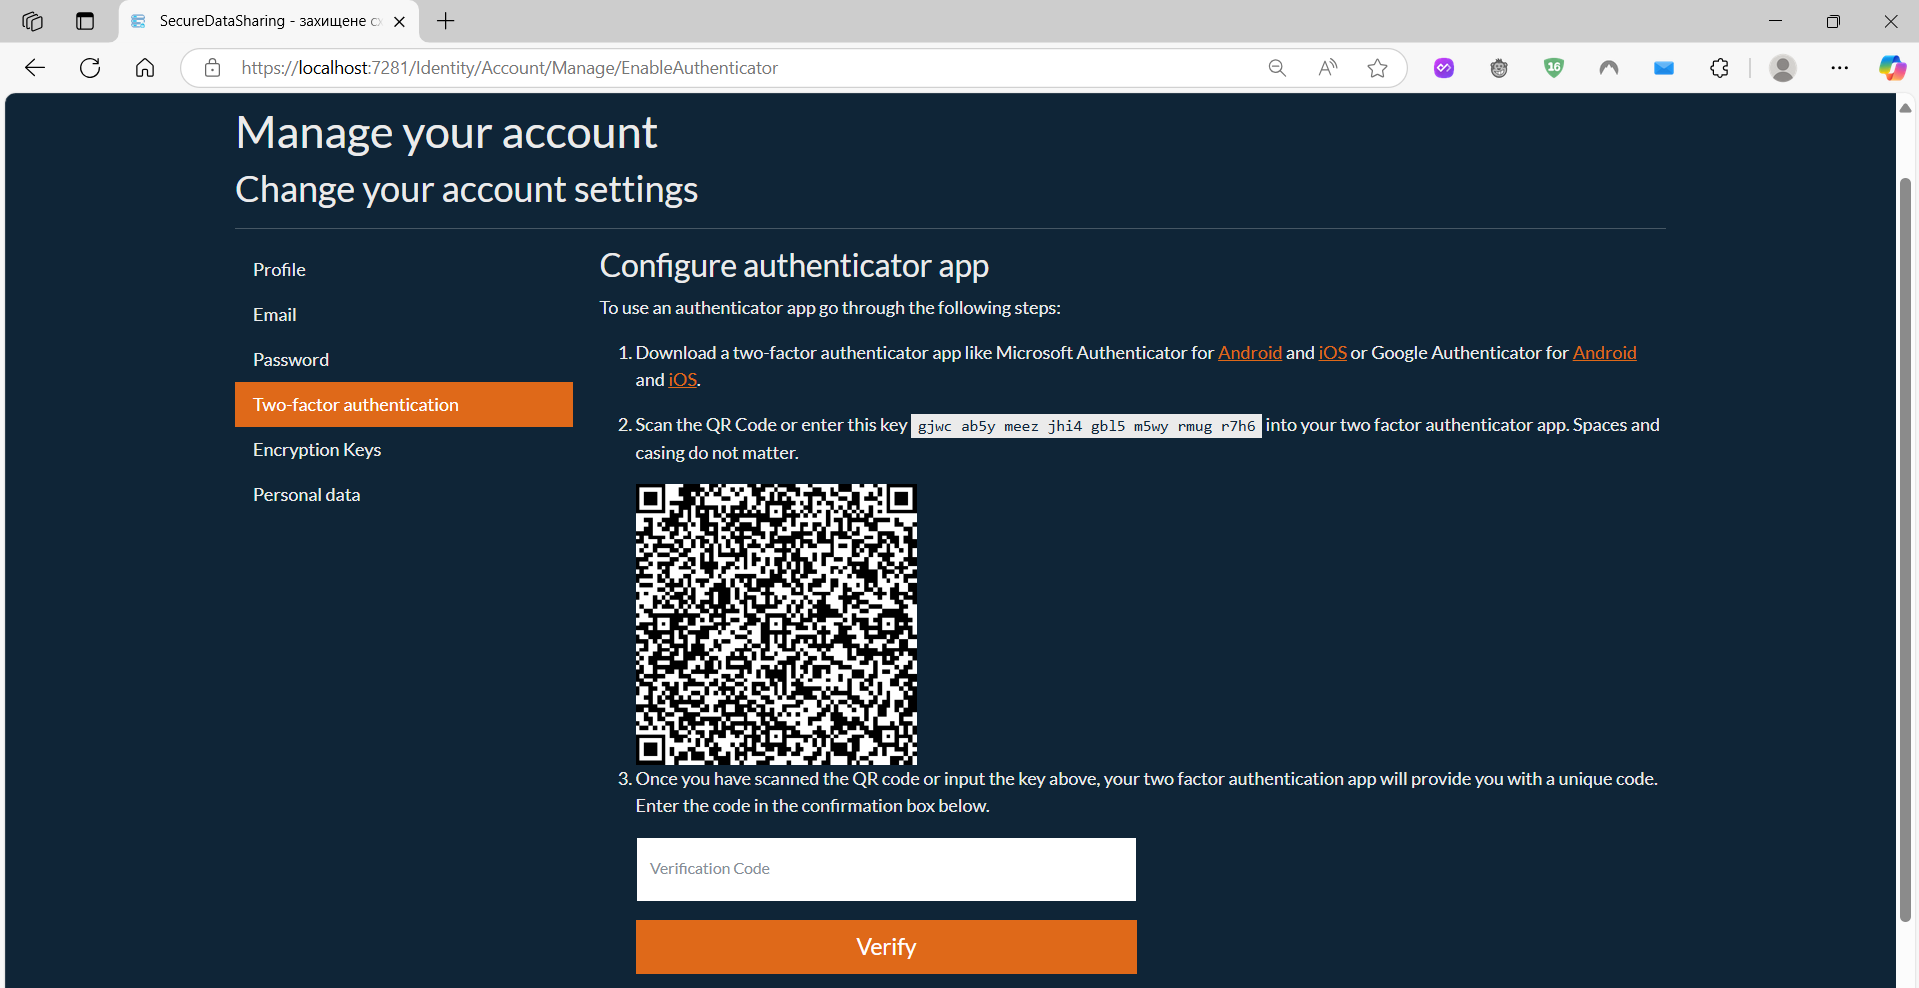 SecureDataSharing - захищене
https://localhost:7281/Identity/Account/Manage/EnableAuthenticator
16
Manage your account
Change your account settings
Profile
Email
Password
Two-factor authentication
Encryption Keys
Personal data
Configure authenticator app
To use an authenticator app go through the following steps:
1. Download a two-factor authenticator app like Microsoft Authenticator for Android and iOS or Google Authenticator for Android
and iOS.
2. Scan the QR Code or enter this key gjwc ab5y meez jhi4 gbl5 m5wy rmug r7h6 into your two factor authenticator app. Spaces and
casing do not matter.
3. Once you have scanned the QR code or input the key above, your two factor authentication app will provide you with a unique code.
Enter the code in the confirmation box below.
Verification Code
Verify